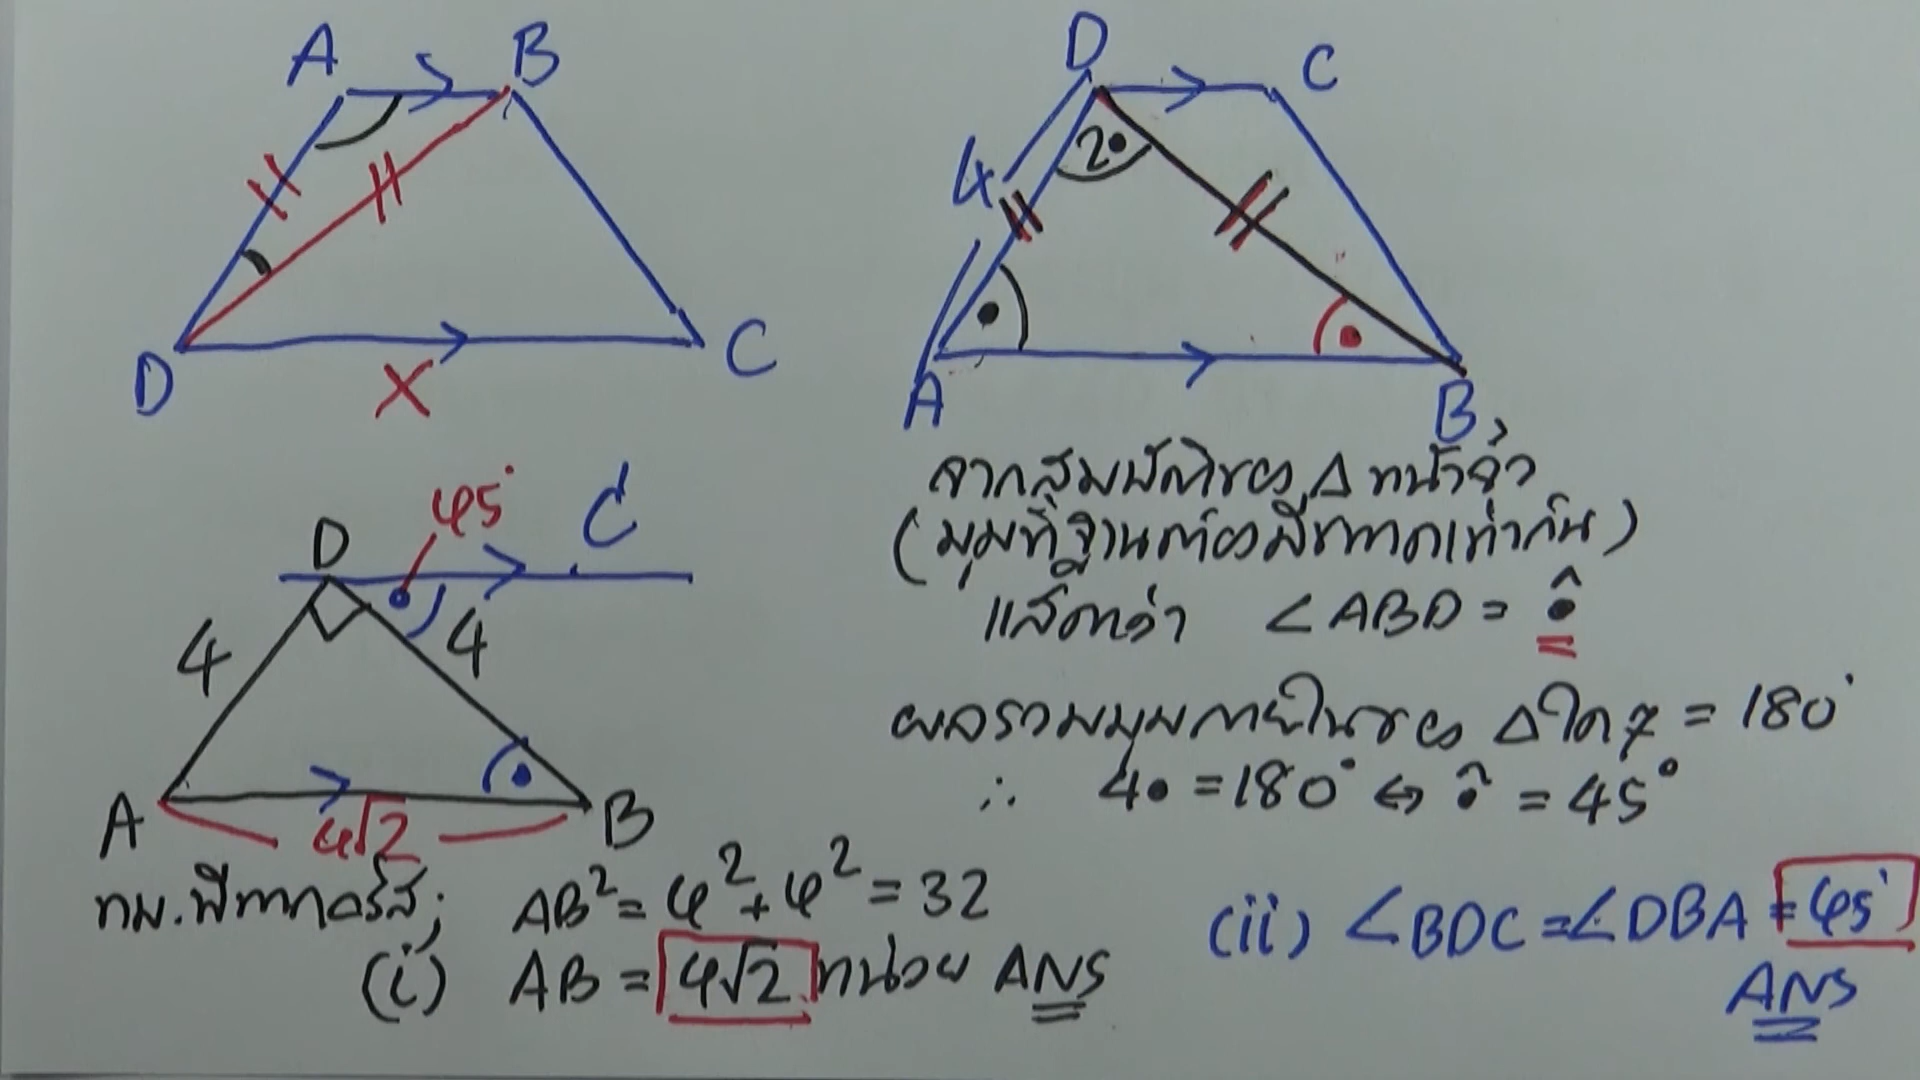 A B
D C
X
D C
4
2•
A B
จากสมบัติของ Δ หน้าจั่ว
(มุมที่ฐานต้องมีขนาดเท่ากัน)
แสดงว่า ∠ABD = •̂
ผลรวมมุมภายในของ Δใดๆ = 180°
∴ 4• = 180° ⇔ •̂ = 45°
(ii) ∠BDC = ∠DBA = 45°
ANS
45°
D C
4 4
A B
4√2
ทบ.พีทาโกรัส; AB² = 4² + 4² = 32
(i) AB = 4√2 หน่วย ANS